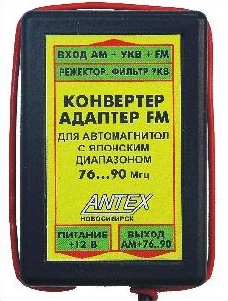 ВХОД АМ + УКВ + FM
РЕЖЕКТОР. ФИЛЬТР УКВ
КОНВЕРТЕР
АДАПТЕР FM
ДЛЯ АВТОМАГНИТОЛ
С ЯПОНСКИМ
ДИАПАЗОНОМ
76...90 Мгц
ANTEX
НОВОСИБИРСК
ПИТАНИЕ ВЫХОД
+12 В АМ+76..90